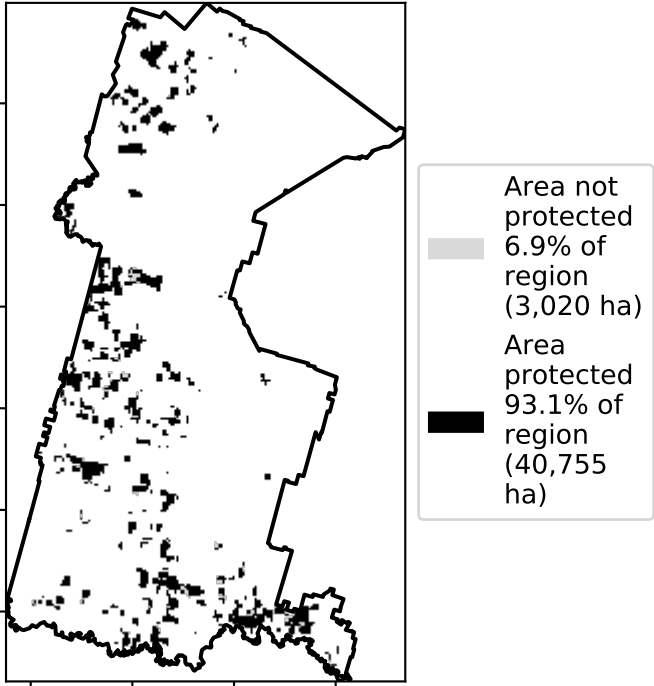 Area not
protected
6.9% of
region
(3,020 ha)
Area
protected
93.1% of
region
(40,755
ha)